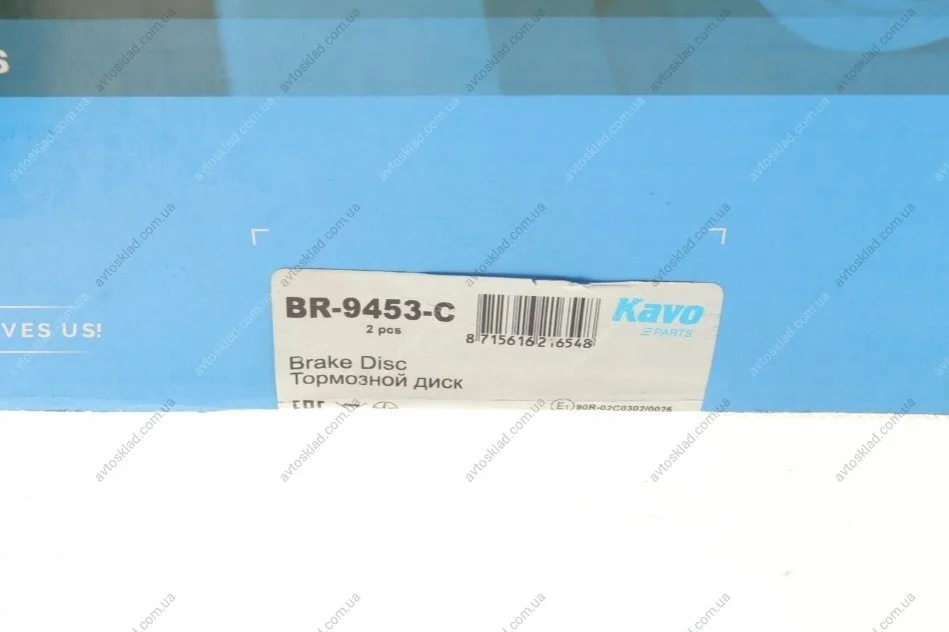 S
VES US!
BR-9453-C
2 pcs
Kavo
PARTS
8 715616 216548
Brake Disc
Тормозной диск
E1 90R-02C0302/0026
avtosklad.com.ua